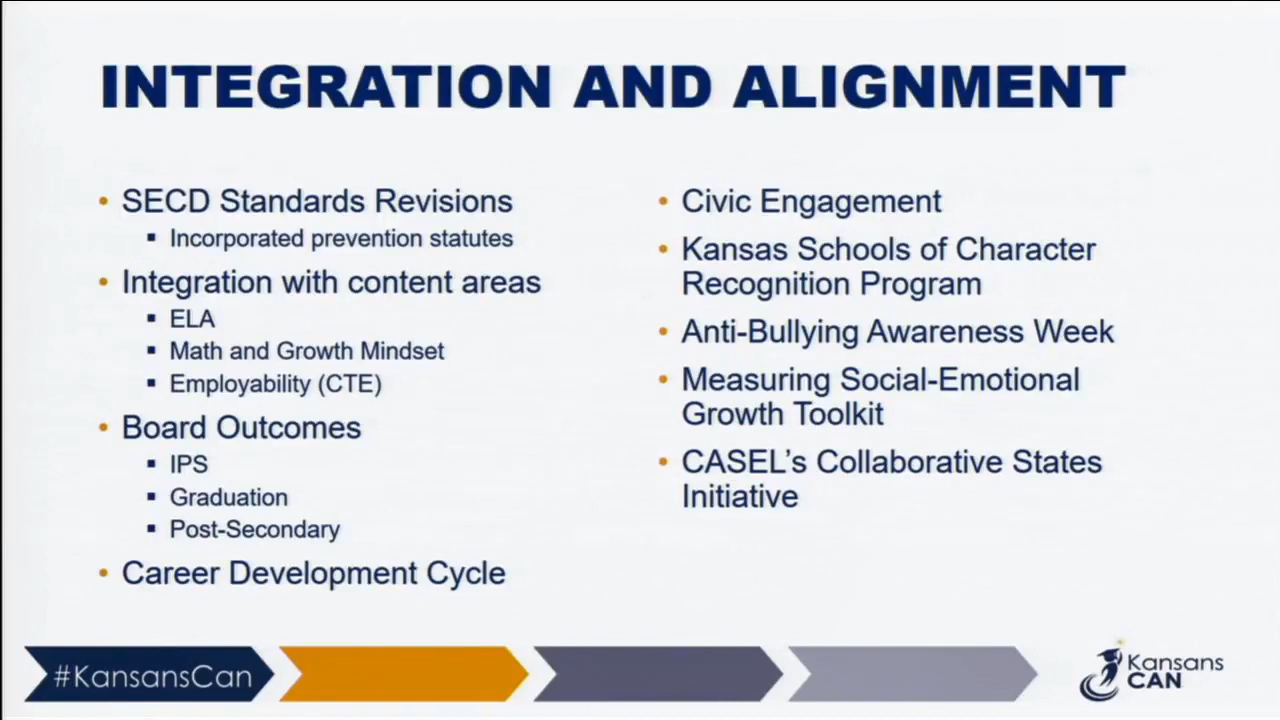 INTEGRATION AND ALIGNMENT
• SECD Standards Revisions
▪ Incorporated prevention statutes
• Integration with content areas
▪ ELA
▪ Math and Growth Mindset
▪ Employability (CTE)
• Board Outcomes
▪ IPS
▪ Graduation
▪ Post-Secondary
• Career Development Cycle
• Civic Engagement
• Kansas Schools of Character
Recognition Program
• Anti-Bullying Awareness Week
• Measuring Social-Emotional
Growth Toolkit
• CASEL’s Collaborative States
Initiative
#KansansCan
Kansans
CAN